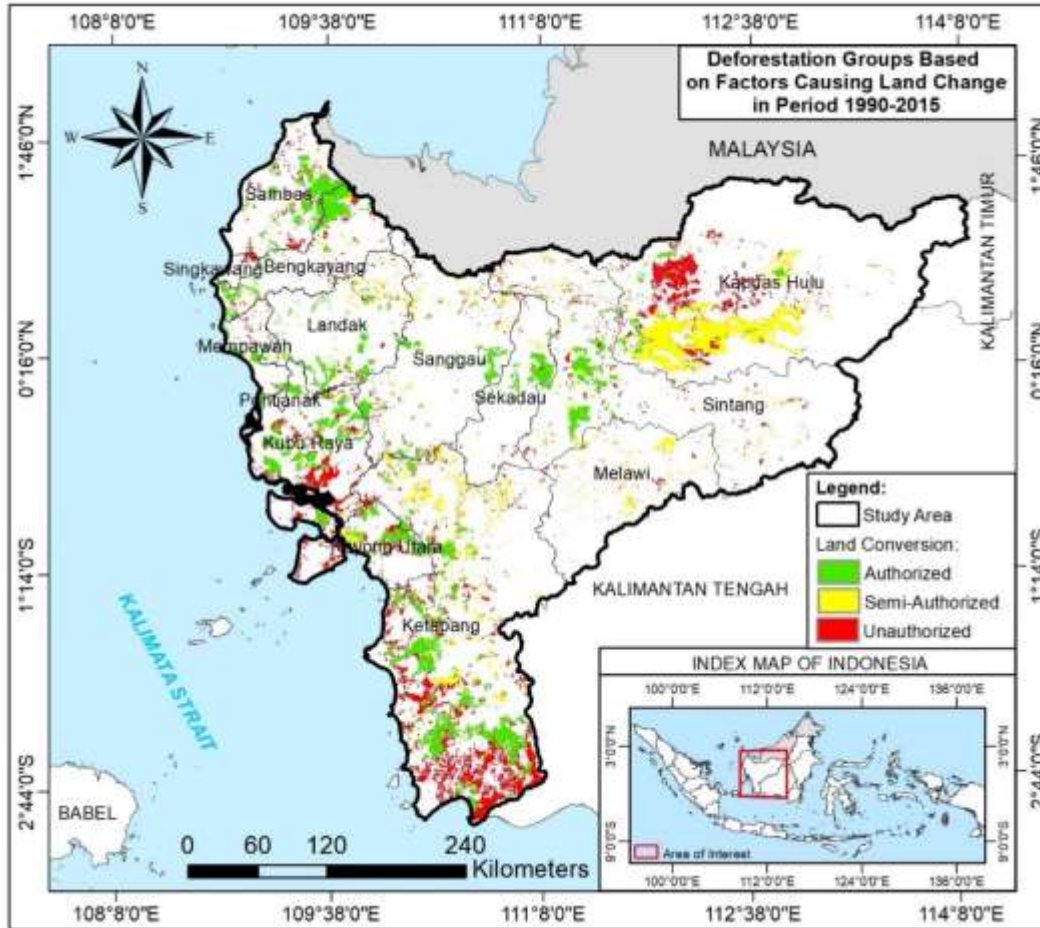 108°8'0"E 109°38'0"E 111°8'0"E 112°38'0"E 114°8'0"E
Deforestation Groups Based
on Factors Causing Land Change
in Period 1990-2015
N
W E
S
1°46'0"N
1°46'0"N
MALAYSIA
KALIMANTAN TIMUR
Sambas
Singkawang
Bengkayang
Kapuas Hulu
Landak
Mempawah
Sanggau
0°16'0"N
0°16'0"N
Pontianak
Sekadau
Sintang
Kubu Raya
Melawi
Legend:
Study Area
Land Conversion:
Authorized
Semi-Authorized
Unauthorized
Utara
1°14'0"S
1°14'0"S
KALIMANTAN TENGAH
Ketapang
KALIMATA STRAIT
INDEX MAP OF INDONESIA
100°0'0"E 112°0'0"E 124°0'0"E 136°0'0"E
3°0'0"N
3°0'0"N
9°0'0"S
9°0'0"S
Area of Interest
100°0'0"E 112°0'0"E 124°0'0"E 136°0'0"E
2°44'0"S
2°44'0"S
BABEL
0 60 120 240
Kilometers
108°8'0"E 109°38'0"E 111°8'0"E 112°38'0"E 114°8'0"E